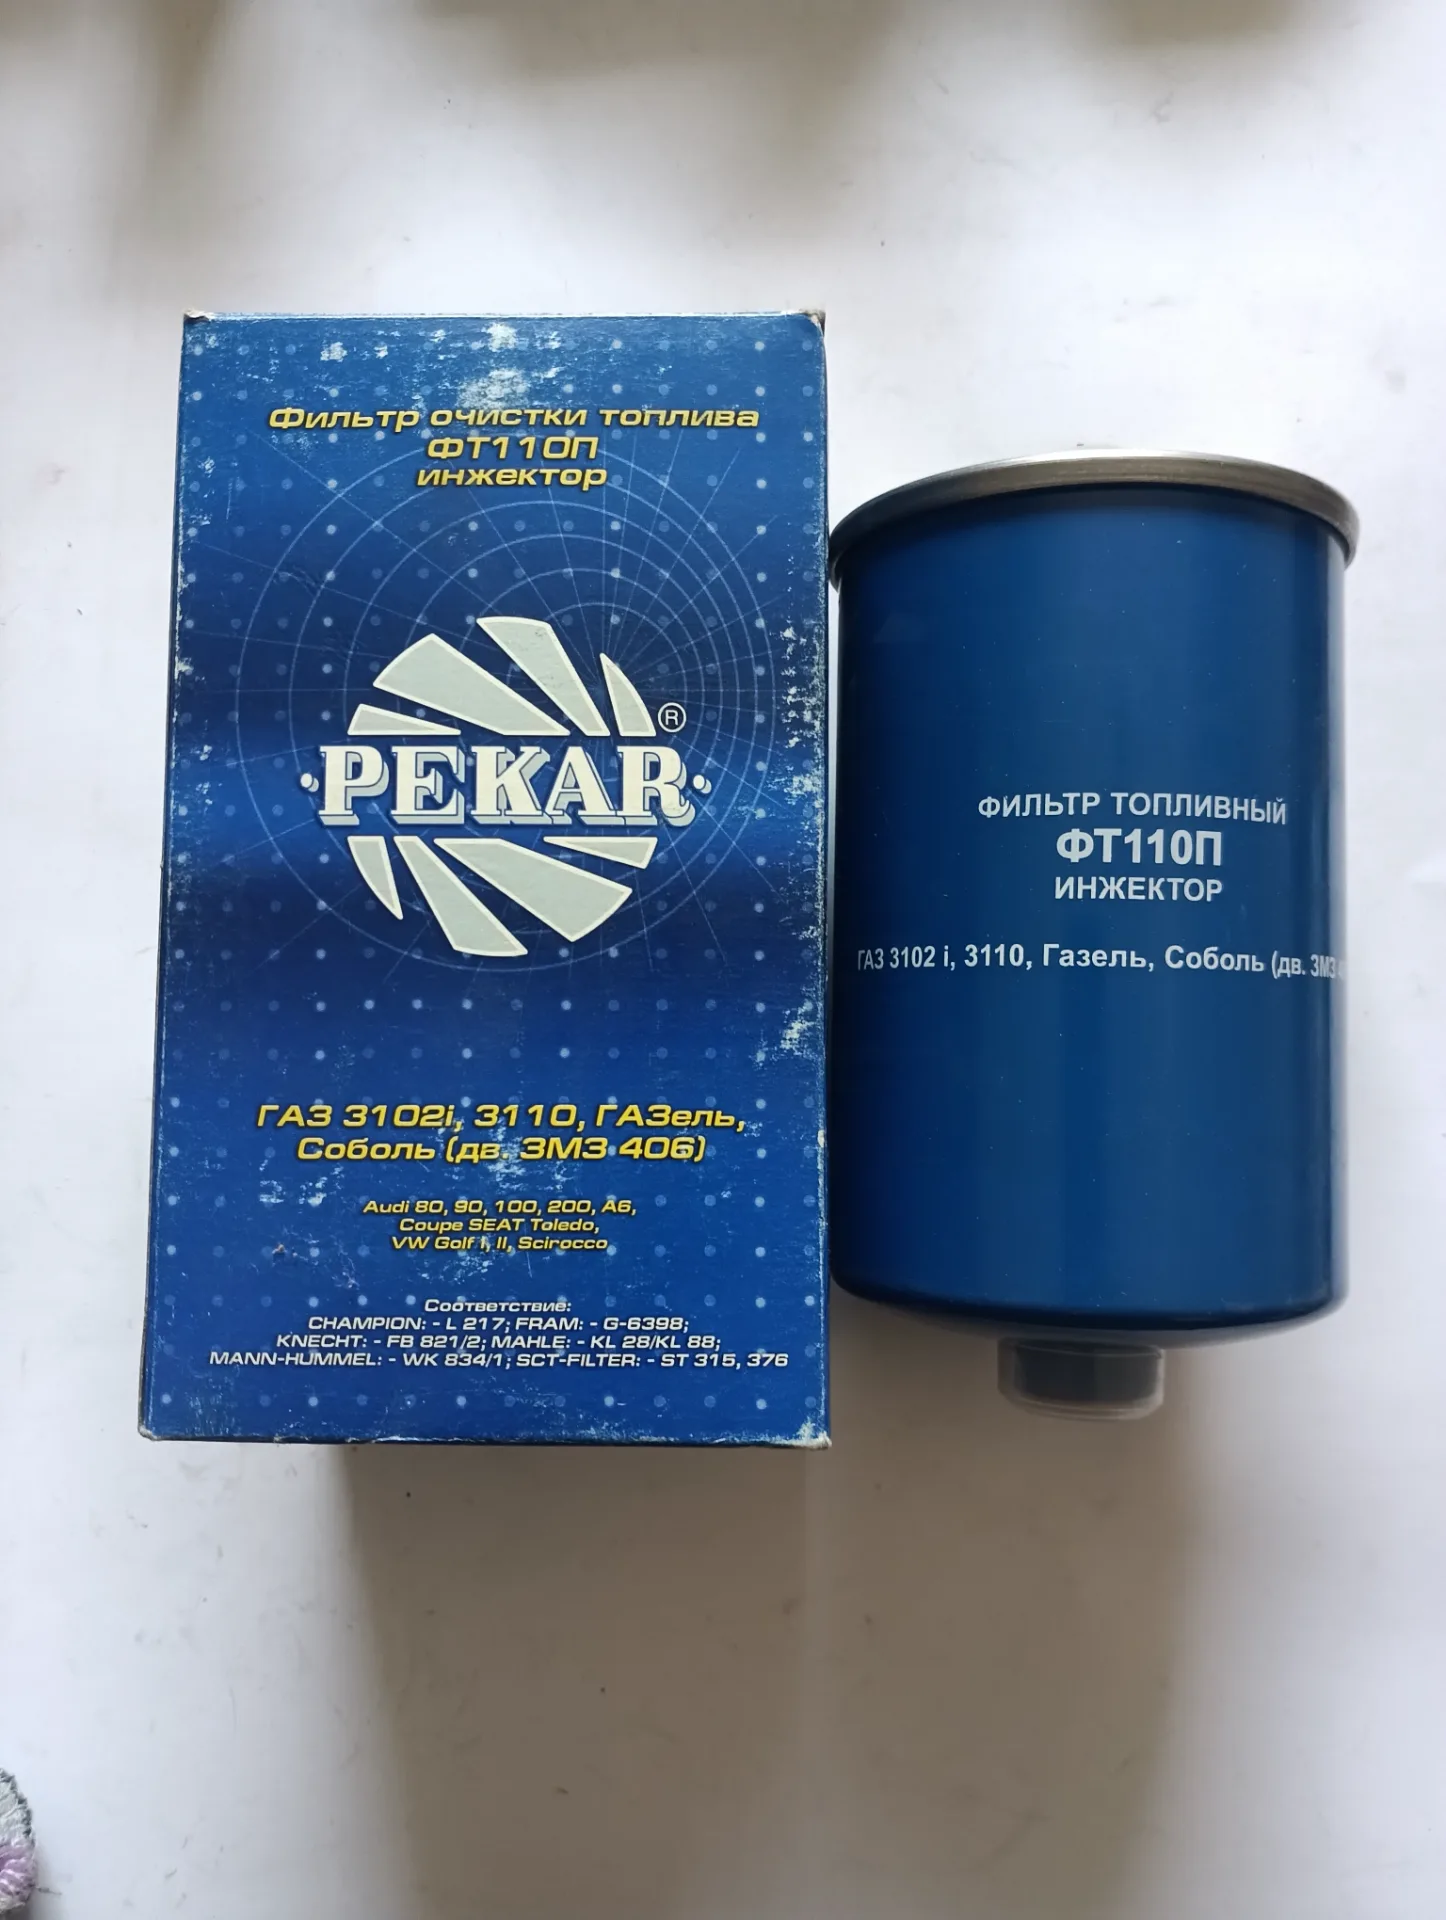 Фильтр очистки топлива
ФТ110П
инжектор
PEKAR®
ГАЗ 3102i, 3110, ГАЗель,
Соболь (дв. ЗМЗ 406)
Audi 80, 90, 100, 200, A6,
Coupe SEAT Toledo,
VW Golf I, II, Scirocco
Соответствие:
CHAMPION: - L 217; FRAM: - G-6398;
KNECHT: - FB 821/2; MAHLE: - KL 28/KL 88;
MANN-HUMMEL: - WK 834/1; SCT-FILTER: - ST 315, 376
ФИЛЬТР ТОПЛИВНЫЙ
ФТ110П
ИНЖЕКТОР
ГАЗ 3102 i, 3110, Газель, Соболь (дв. ЗМЗ